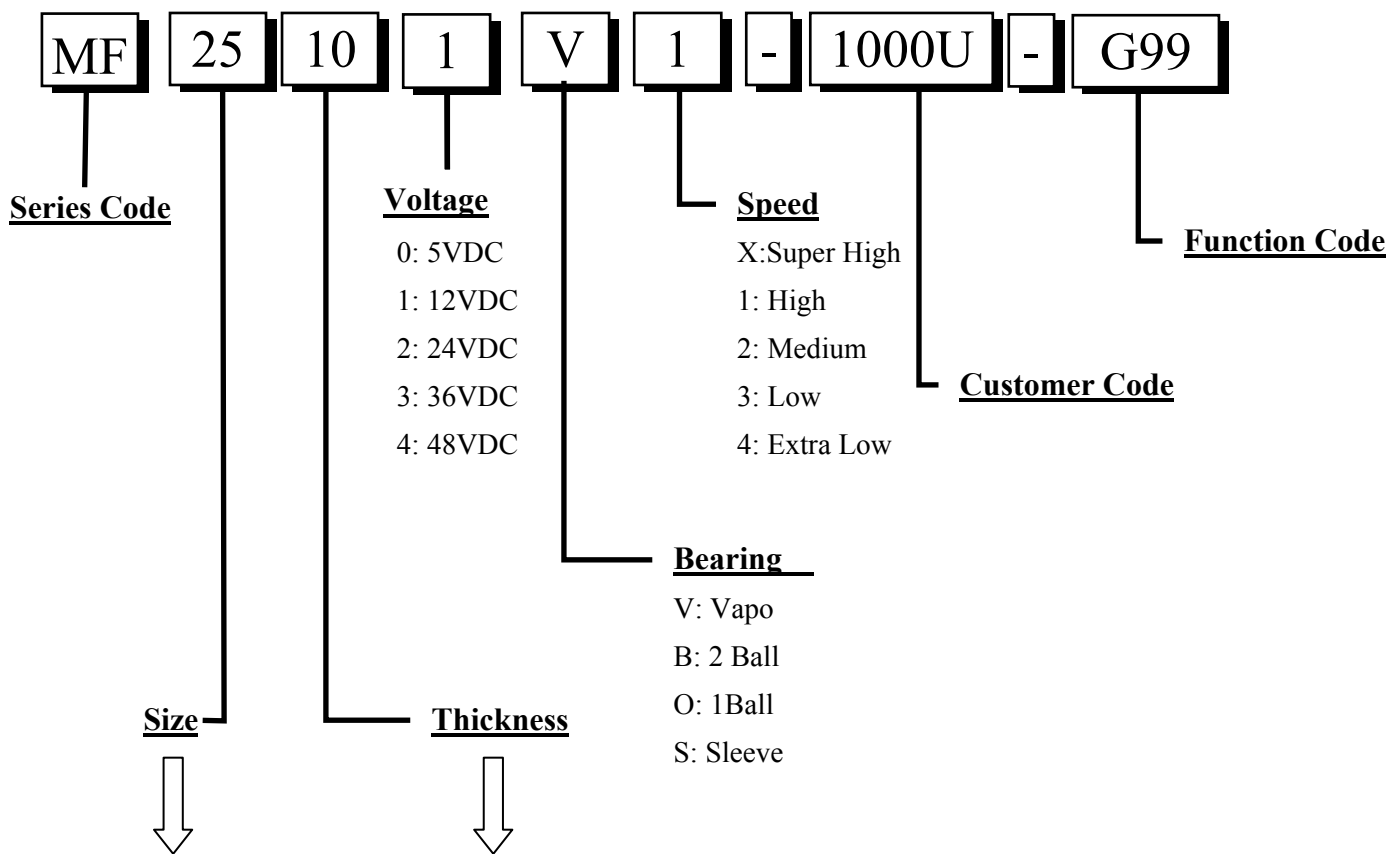 MF 25 10 1 V 1 - 1000U - G99
Series Code
Voltage
0: 5VDC
1: 12VDC
2: 24VDC
3: 36VDC
4: 48VDC
Speed
X:Super High
1: High
2: Medium
3: Low
4: Extra Low
Function Code
Customer Code
Bearing
V: Vapo
B: 2 Ball
O: 1Ball
S: Sleeve
Size
Thickness